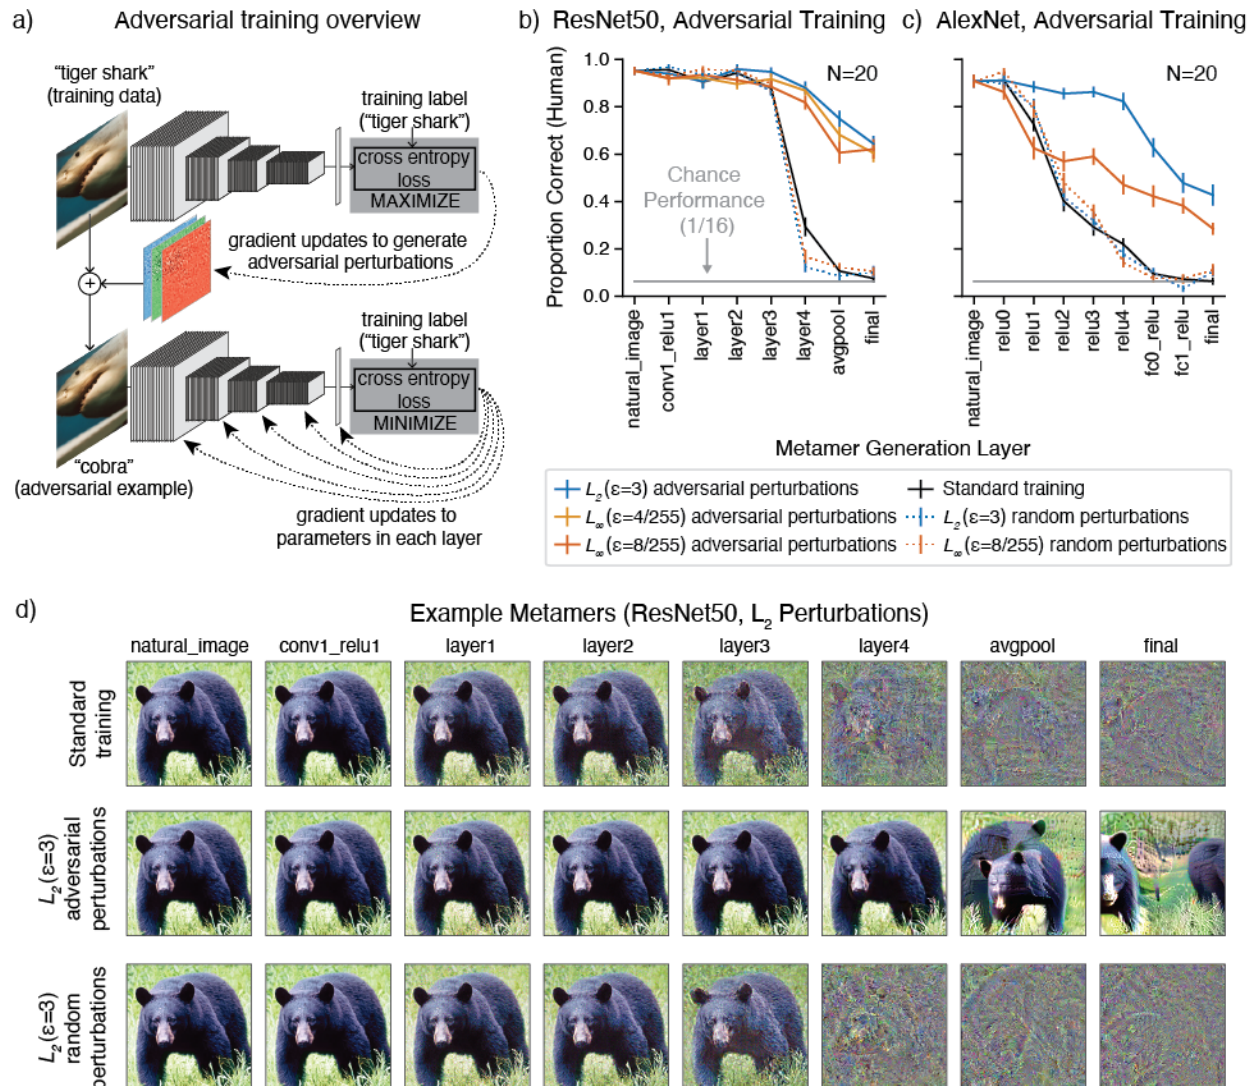 a) Adversarial training overview
“tiger shark”
(training data)
training label
(“tiger shark”)
cross entropy
loss
MAXIMIZE
gradient updates to generate
adversarial perturbations
+
training label
(“tiger shark”)
cross entropy
loss
MINIMIZE
“cobra”
(adversarial example)
gradient updates to
parameters in each layer
b) ResNet50, Adversarial Training
Proportion Correct (Human)
1.0
0.8
0.6
0.4
0.2
0.0
N=20
Chance
Performance
(1/16)
natural_image
conv1_relu1
layer1
layer2
layer3
layer4
avgpool
final
c) AlexNet, Adversarial Training
N=20
natural_image
relu0
relu1
relu2
relu3
relu4
fc0_relu
fc1_relu
final
Metamer Generation Layer
L₂(ε=3) adversarial perturbations
L∞(ε=4/255) adversarial perturbations
L∞(ε=8/255) adversarial perturbations
Standard training
L₂(ε=3) random perturbations
L∞(ε=8/255) random perturbations
d) Example Metamers (ResNet50, L₂ Perturbations)
natural_image conv1_relu1 layer1 layer2 layer3 layer4 avgpool final
Standard
training
L₂(ε=3)
adversarial
perturbations
L₂(ε=3)
random
perturbations